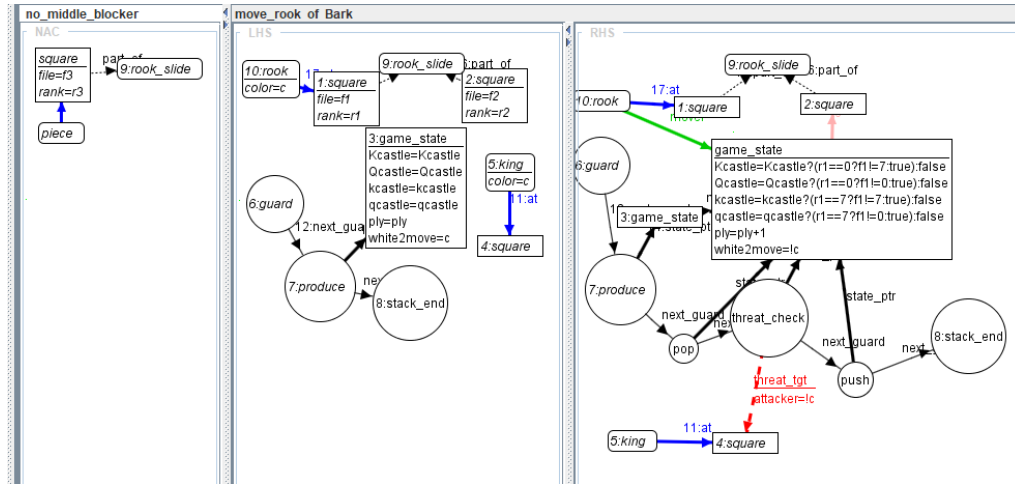 no_middle_blocker
move_rook of Bark
NAC
square
file=f3
rank=r3
part_of
9:rook_slide
piece
LHS
10:rook
color=c
1:square
file=f1
rank=r1
9:rook_slide
2:square
file=f2
rank=r2
3:game_state
Kcastle=Kcastle
Qcastle=Qcastle
kcastle=kcastle
qcastle=qcastle
ply=ply
white2move=c
5:king
color=c
11:at
4:square
6:guard
12:next_gua
7:produce
8:stack_end
RHS
9:rook_slide
6:part_of
10:rook
17:at
1:square
2:square
mover
game_state
Kcastle=Kcastle?(r1==0?f1!=7:true):false
Qcastle=Qcastle?(r1==0?f1!=0:true):false
kcastle=kcastle?(r1==7?f1!=7:true):false
qcastle=qcastle?(r1==7?f1!=0:true):false
ply=ply+1
white2move=!c
6:guard
3:game_state
7:produce
next_guard
pop
threat_check
state_ptr
next_guard
push
8:stack_end
threat_tgt
attacker=!c
5:king
11:at
4:square